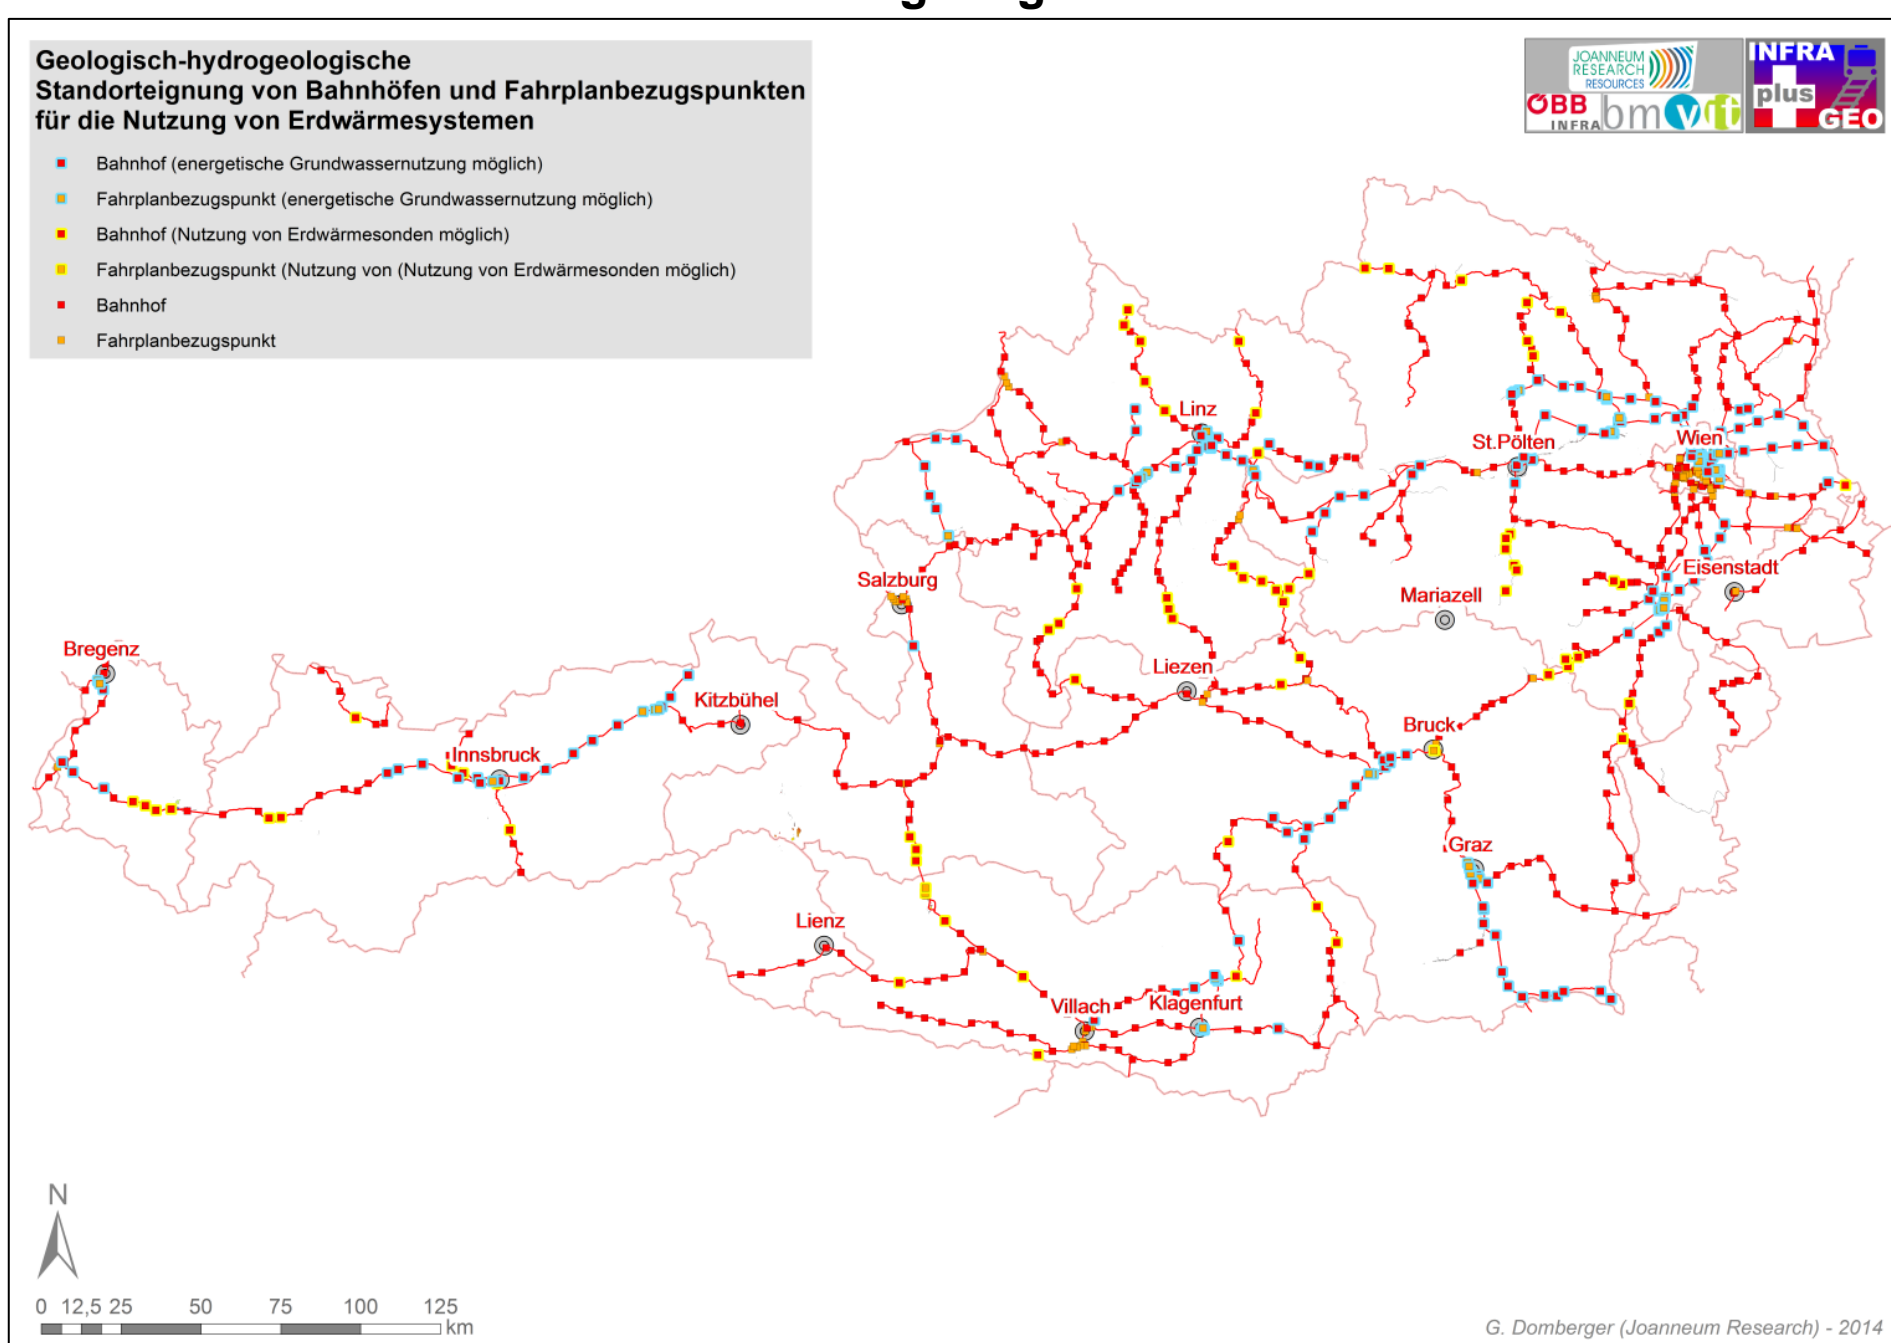 Geologisch-hydrogeologische
Standorteignung von Bahnhöfen und Fahrplanbezugspunkten
für die Nutzung von Erdwärmesystemen
Bahnhof (energetische Grundwassernutzung möglich)
Fahrplanbezugspunkt (energetische Grundwassernutzung möglich)
Bahnhof (Nutzung von Erdwärmesonden möglich)
Fahrplanbezugspunkt (Nutzung von (Nutzung von Erdwärmesonden möglich)
Bahnhof
Fahrplanbezugspunkt
JOANNEUM
RESEARCH
RESOURCES
ÖBB
INFRA
bmvit
INFRA
plus
GEO
Linz
St.Pölten
Wien
Salzburg
Mariazell
Eisenstadt
Bregenz
Liezen
Kitzbühel
Bruck
Innsbruck
Graz
Lienz
Villach
Klagenfurt
N
0 12,5 25 50 75 100 125
km
G. Domberger (Joanneum Research) - 2014